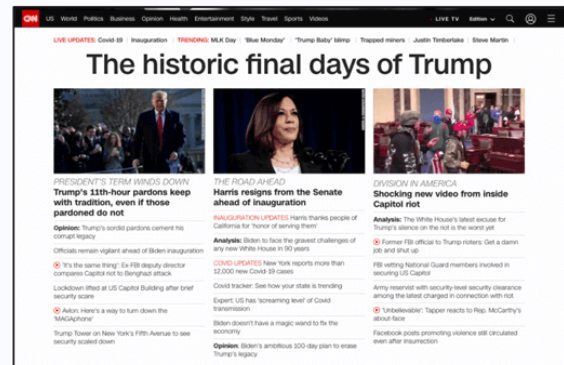 CNN US World Politics Business Opinion Health Entertainment Style Travel Sports Videos LIVE TV Edition
LIVE UPDATES: Covid-19 Inauguration TRENDING: MLK Day 'Blue Monday' 'Trump Baby' blimp Trapped miners Justin Timberlake Steve Martin
The historic final days of Trump
PRESIDENT'S TERM WINDS DOWN
Trump's 11th-hour pardons keep
with tradition, even if those
pardoned do not
Opinion: Trump's sordid pardons cement his
corrupt legacy
Officials remain vigilant ahead of Biden inauguration
'It's the same thing': Ex-FBI deputy director
compares Capitol riot to Benghazi attack
Lockdown lifted at US Capitol Building after brief
security scare
Avlon: Here's a way to turn down the
'MAGAphone'
Trump Tower on New York's Fifth Avenue to see
security scaled down
THE ROAD AHEAD
Harris resigns from the Senate
ahead of inauguration
INAUGURATION UPDATES Harris thanks people of
California for 'honor of serving them'
Analysis: Biden to face the gravest challenges of
any new White House in 90 years
COVID UPDATES New York reports more than
12,000 new Covid-19 cases
Covid tracker: See how your state is trending
Expert: US has 'screaming level' of Covid
transmission
Biden doesn't have a magic wand to fix the
economy
Opinion: Biden's ambitious 100-day plan to erase
Trump's legacy
DIVISION IN AMERICA
Shocking new video from inside
Capitol riot
Analysis: The White House's latest excuse for
Trump's silence on the riot is the worst yet
Former FBI official to Trump rioters: Get a damn
job and shut up
FBI vetting National Guard members involved in
securing US Capitol
Army reservist with security-level security clearance
among the latest charged in connection with riot
'Unbelievable': Tapper reacts to Rep. McCarthy's
about-face
Facebook posts promoting violence still circulated
even after insurrection